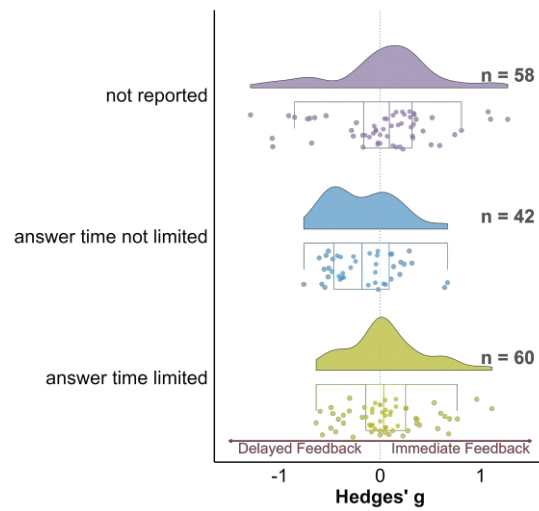 not reported
n = 58
answer time not limited
n = 42
answer time limited
n = 60
Delayed Feedback
Immediate Feedback
-1
0
1
Hedges' g